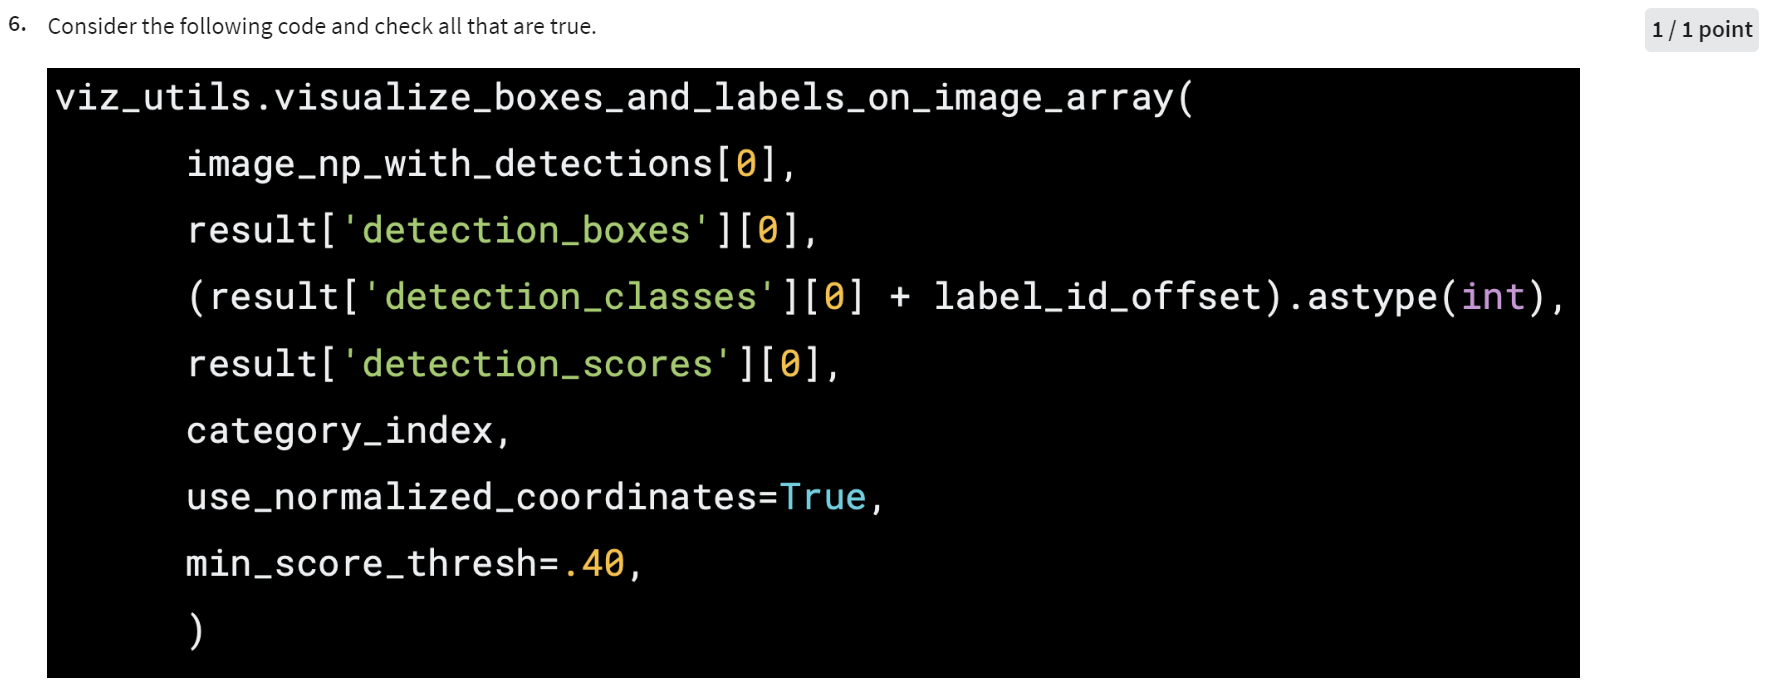 6. Consider the following code and check all that are true.
1 / 1 point
viz_utils.visualize_boxes_and_labels_on_image_array(
image_np_with_detections[0],
result['detection_boxes'][0],
(result['detection_classes'][0] + label_id_offset).astype(int),
result['detection_scores'][0],
category_index,
use_normalized_coordinates=True,
min_score_thresh=.40,
)